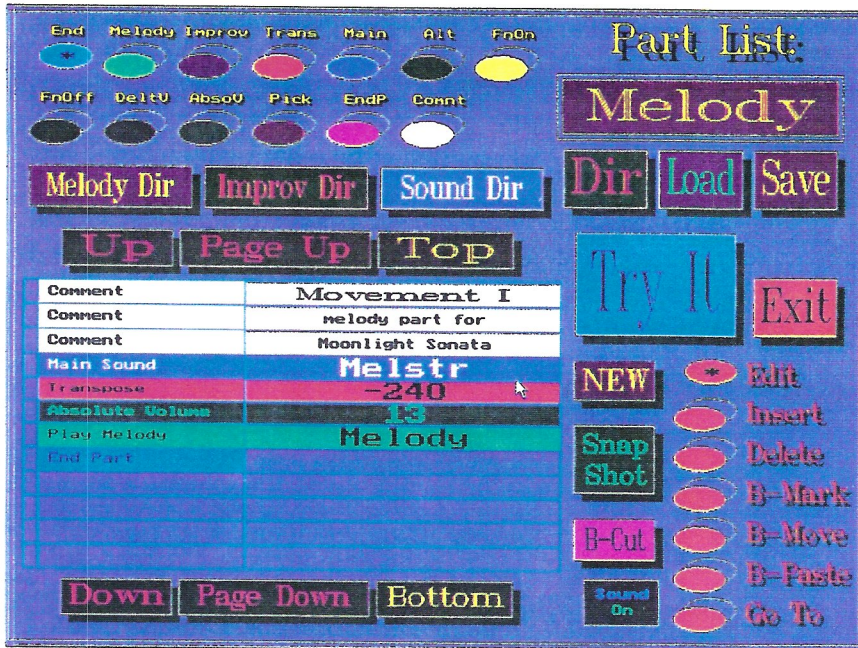 End Melody Improv Trans Main Alt FnOn
FnOff DeltV AbsoV Pick EndP Comnt
Part List:
Melody
Melody Dir Improv Dir Sound Dir
Dir Load Save
Up Page Up Top
Try It
Exit
Comment Movement I
Comment melody part for
Comment Moonlight Sonata
Main Sound Melstr
Transpose -240
Absolute Volume 13
Play Melody Melody
End Part
NEW
Snap
Shot
B-Cut
Sound
On
Edit
Insert
Delete
B-Mark
B-Move
B-Paste
Go To
Down Page Down Bottom